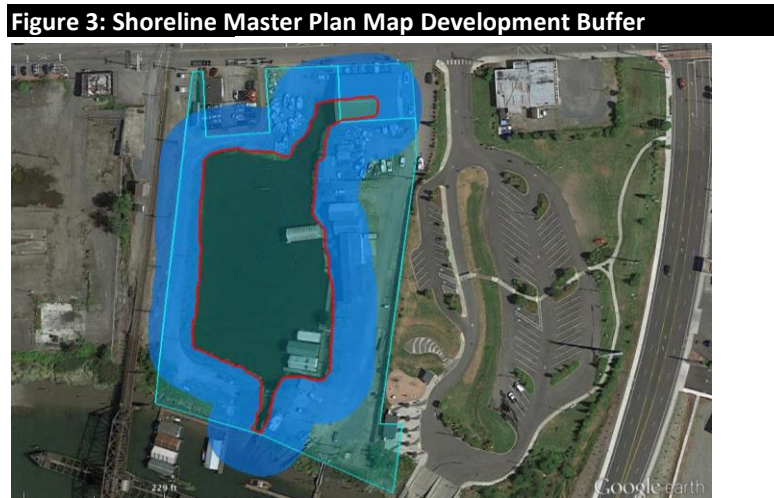 Figure 3: Shoreline Master Plan Map Development Buffer
229 ft
Google earth